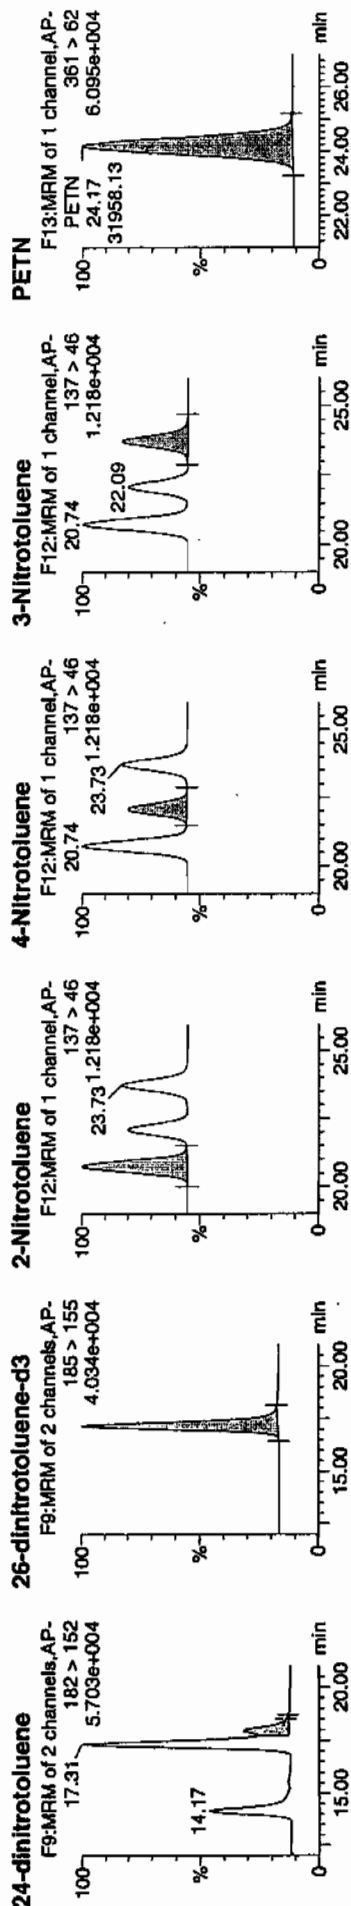 24-dinitrotoluene
F9:MRM of 2 channels,AP-
182 > 152
5.703e+004
17.31
14.17
100
%
0
15.00
20.00
min
26-dinitrotoluene-d3
F9:MRM of 2 channels,AP-
185 > 155
4.034e+004
100
%
0
15.00
20.00
min
2-Nitrotoluene
F12:MRM of 1 channel,AP-
137 > 46
1.218e+004
23.73
100
%
0
20.00
25.00
min
4-Nitrotoluene
F12:MRM of 1 channel,AP-
137 > 46
1.218e+004
20.74
23.73
100
%
0
20.00
25.00
min
3-Nitrotoluene
F12:MRM of 1 channel,AP-
137 > 46
1.218e+004
20.74
22.09
100
%
0
20.00
25.00
min
PETN
F13:MRM of 1 channel,AP-
361 > 62
6.095e+004
PETN
24.17
31958.13
100
%
0
22.00
24.00
26.00
min